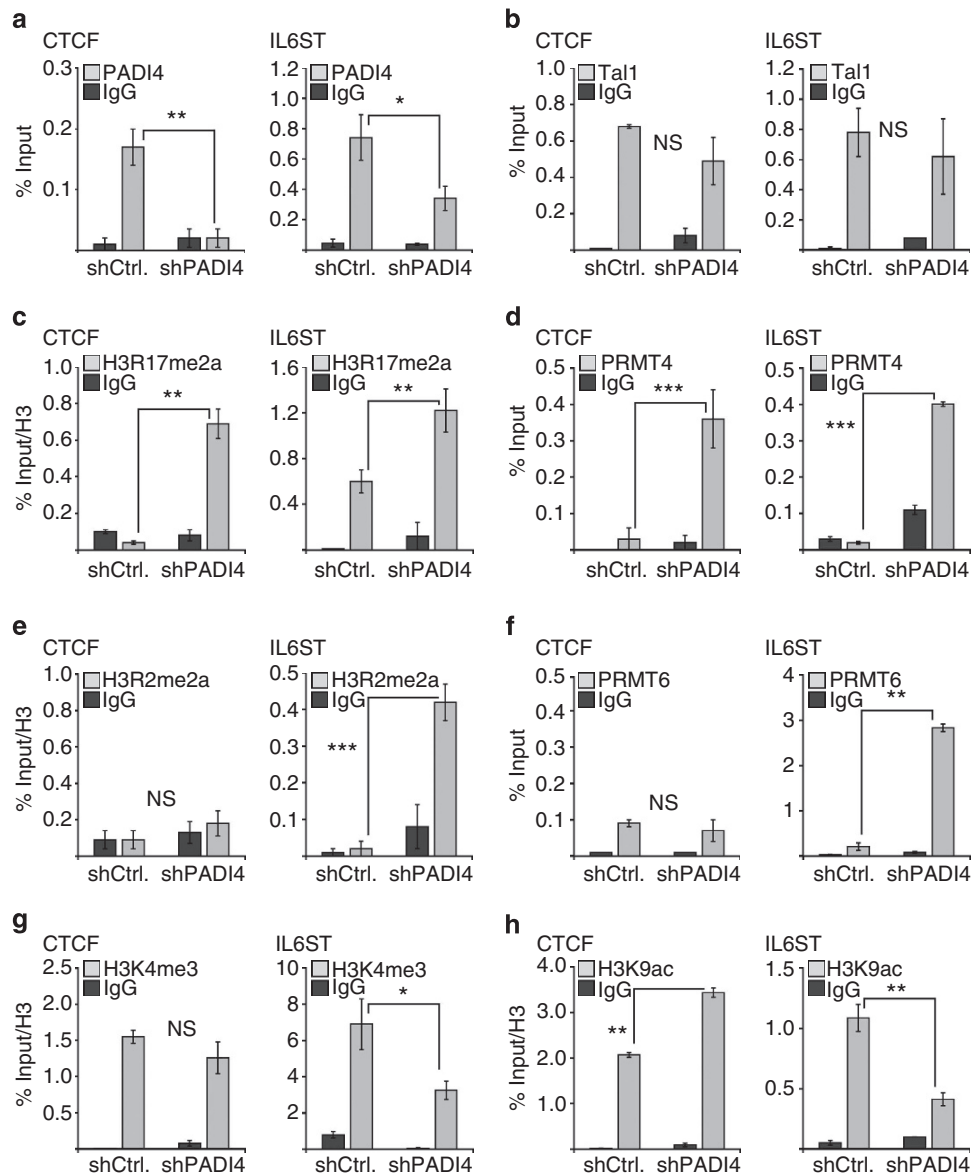 a
CTCF
0.3
0.2
0.1
% Input
PADI4
IgG
**
shCtrl. shPADI4
IL6ST
1.2
1.0
0.8
0.6
0.4
0.2
PADI4
IgG
*
shCtrl. shPADI4
b
CTCF
1.0
0.8
0.6
0.4
0.2
% Input
Tal1
IgG
NS
shCtrl. shPADI4
IL6ST
1.2
1.0
0.8
0.6
0.4
0.2
Tal1
IgG
NS
shCtrl. shPADI4
c
CTCF
1.0
0.8
0.6
0.4
0.2
% Input/H3
H3R17me2a
IgG
**
shCtrl. shPADI4
IL6ST
1.6
1.2
0.8
0.4
H3R17me2a
IgG
**
shCtrl. shPADI4
d
CTCF
0.5
0.4
0.3
0.2
0.1
% Input
PRMT4
IgG
***
shCtrl. shPADI4
IL6ST
0.5
0.4
0.3
0.2
0.1
PRMT4
IgG
***
shCtrl. shPADI4
e
CTCF
1.0
0.8
0.6
0.4
0.2
% Input/H3
H3R2me2a
IgG
NS
shCtrl. shPADI4
IL6ST
0.5
0.4
0.3
0.2
0.1
0
H3R2me2a
IgG
***
shCtrl. shPADI4
f
CTCF
0.5
0.4
0.3
0.2
0.1
% Input
PRMT6
IgG
NS
shCtrl. shPADI4
IL6ST
4
3
2
1
PRMT6
IgG
**
shCtrl. shPADI4
g
CTCF
2.5
2.0
1.5
1.0
0.5
% Input/H3
H3K4me3
IgG
NS
shCtrl. shPADI4
IL6ST
10
8
6
4
2
H3K4me3
IgG
*
shCtrl. shPADI4
h
CTCF
4.0
3.0
2.0
1.0
% Input/H3
H3K9ac
IgG
**
shCtrl. shPADI4
IL6ST
1.5
1.0
0.5
H3K9ac
IgG
**
shCtrl. shPADI4